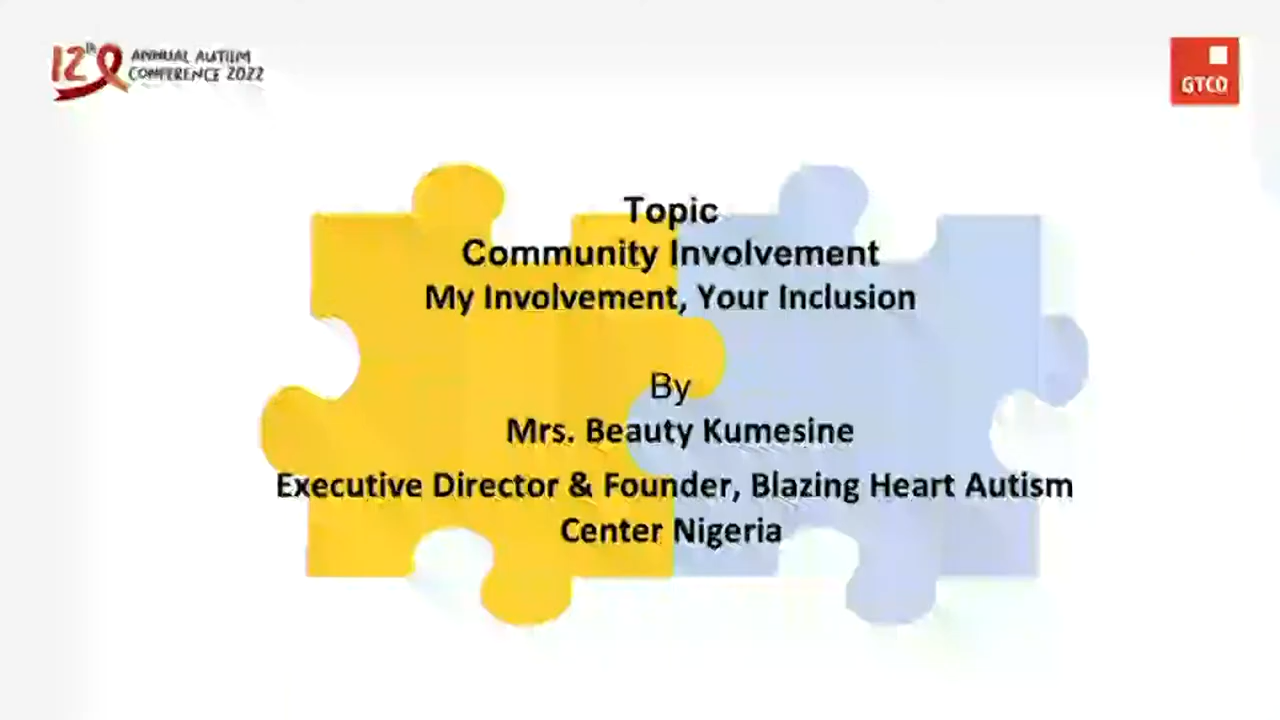 12th ANNUAL AUTISM
CONFERENCE 2022
GTCO
Topic
Community Involvement
My Involvement, Your Inclusion
By
Mrs. Beauty Kumesine
Executive Director & Founder, Blazing Heart Autism
Center Nigeria